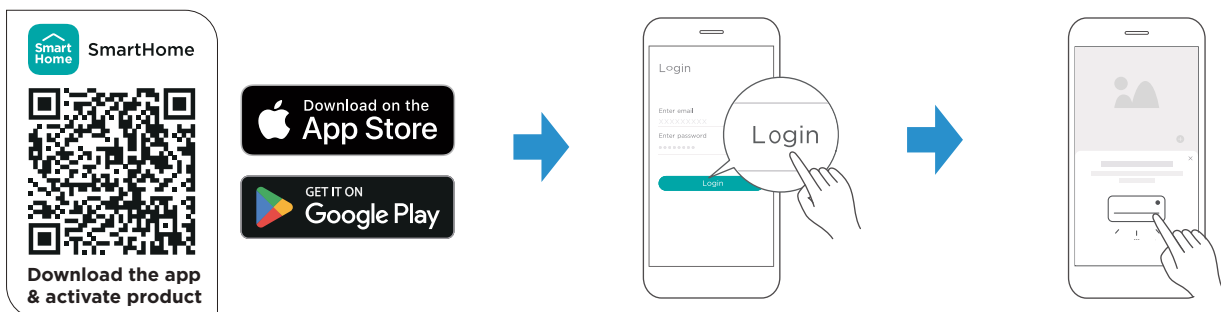 Smart
Home
SmartHome
Download the app
& activate product
Download on the
App Store
GET IT ON
Google Play
Login
Enter email
XXXXXXXXX
Enter password
Login
Login